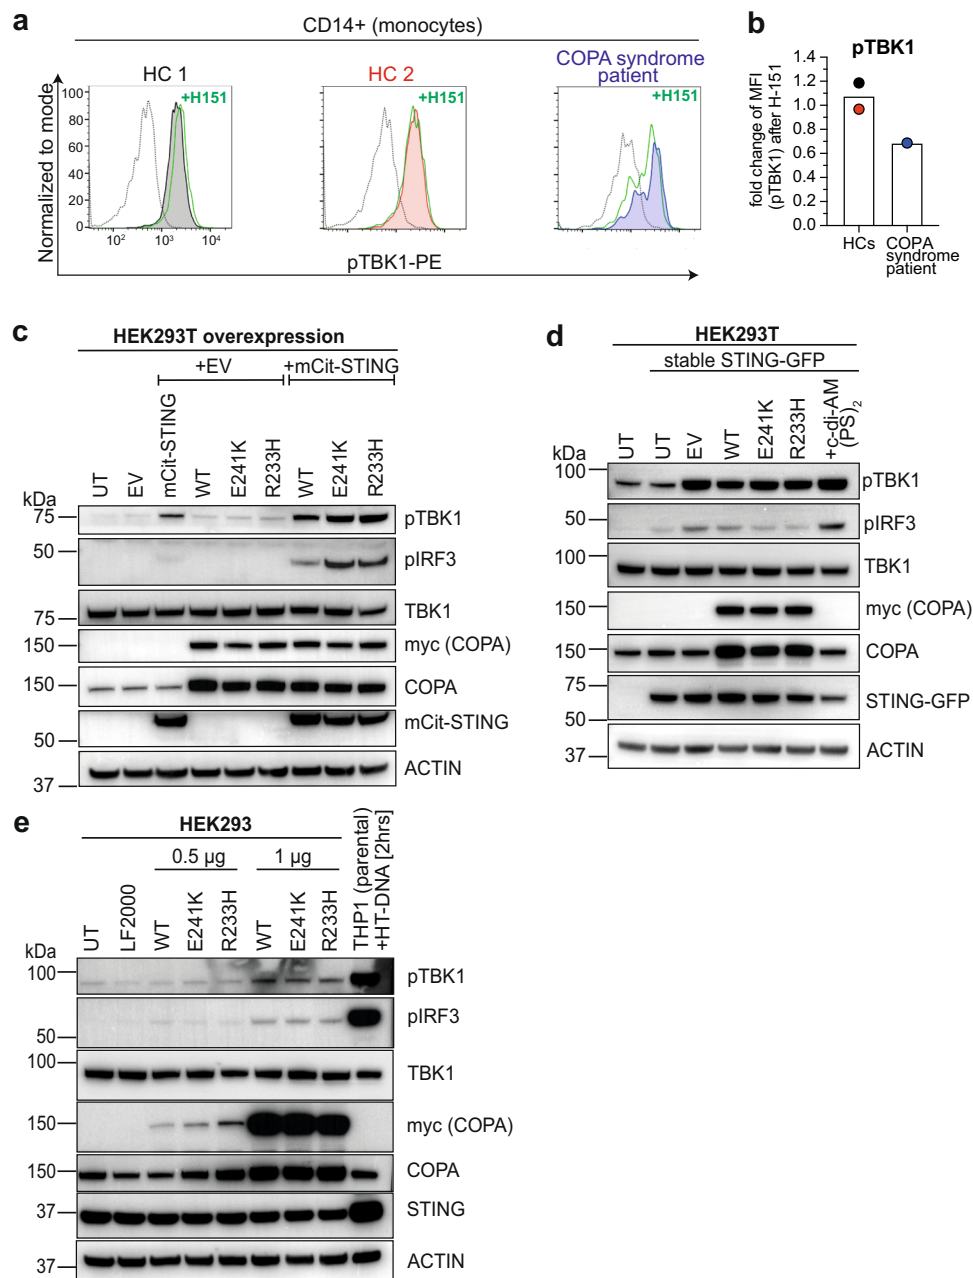 a
CD14+ (monocytes)
HC 1
HC 2
COPA syndrome
patient
+H151
+H151
+H151
Normalized to mode
100
80
60
40
20
0
10²
10³
10⁴
pTBK1-PE
b
pTBK1
fold change of MFI
(pTBK1) after H-151
1.4
1.2
1.0
0.8
0.6
0.4
0.2
0.0
HCs
COPA
syndrome
patient
c
HEK293T overexpression
+EV
+mCit-STING
kDa
UT
EV
mCit-STING
WT
E241K
R233H
WT
E241K
R233H
75
pTBK1
50
pIRF3
75
TBK1
150
myc (COPA)
150
COPA
50
mCit-STING
37
ACTIN
d
HEK293T
stable STING-GFP
kDa
UT
UT
EV
WT
E241K
R233H
+c-di-AM
(PS)₂
100
pTBK1
50
pIRF3
100
TBK1
150
myc (COPA)
150
COPA
75
STING-GFP
50
37
ACTIN
e
HEK293
0.5 µg
1 µg
kDa
UT
LF2000
WT
E241K
R233H
WT
E241K
R233H
THP1 (parental)
+HT-DNA [2hrs]
100
pTBK1
pIRF3
50
100
TBK1
150
myc (COPA)
150
COPA
37
STING
37
ACTIN